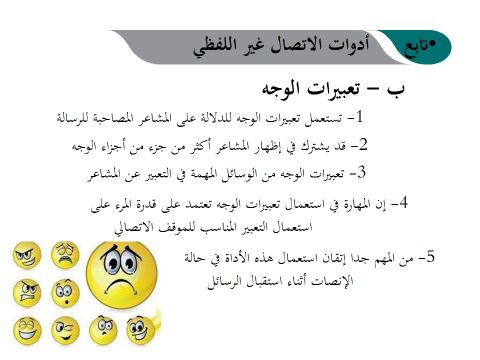 •تابع أدوات الاتصال غير اللفظي
ب – تعبيرات الوجه
1- تستعمل تعبيرات الوجه للدلالة على المشاعر المصاحبة للرسالة
2- قد يشترك في إظهار المشاعر أكثر من جزء من أجزاء الوجه
3- تعبيرات الوجه من الوسائل المهمة في التعبير عن المشاعر
4- إن المهارة في استعمال تعبيرات الوجه تعتمد على قدرة المرء على
استعمال التعبير المناسب للموقف الاتصالي
5- من المهم جدا إتقان استعمال هذه الأداة في حالة
الإنصات أثناء استقبال الرسائل